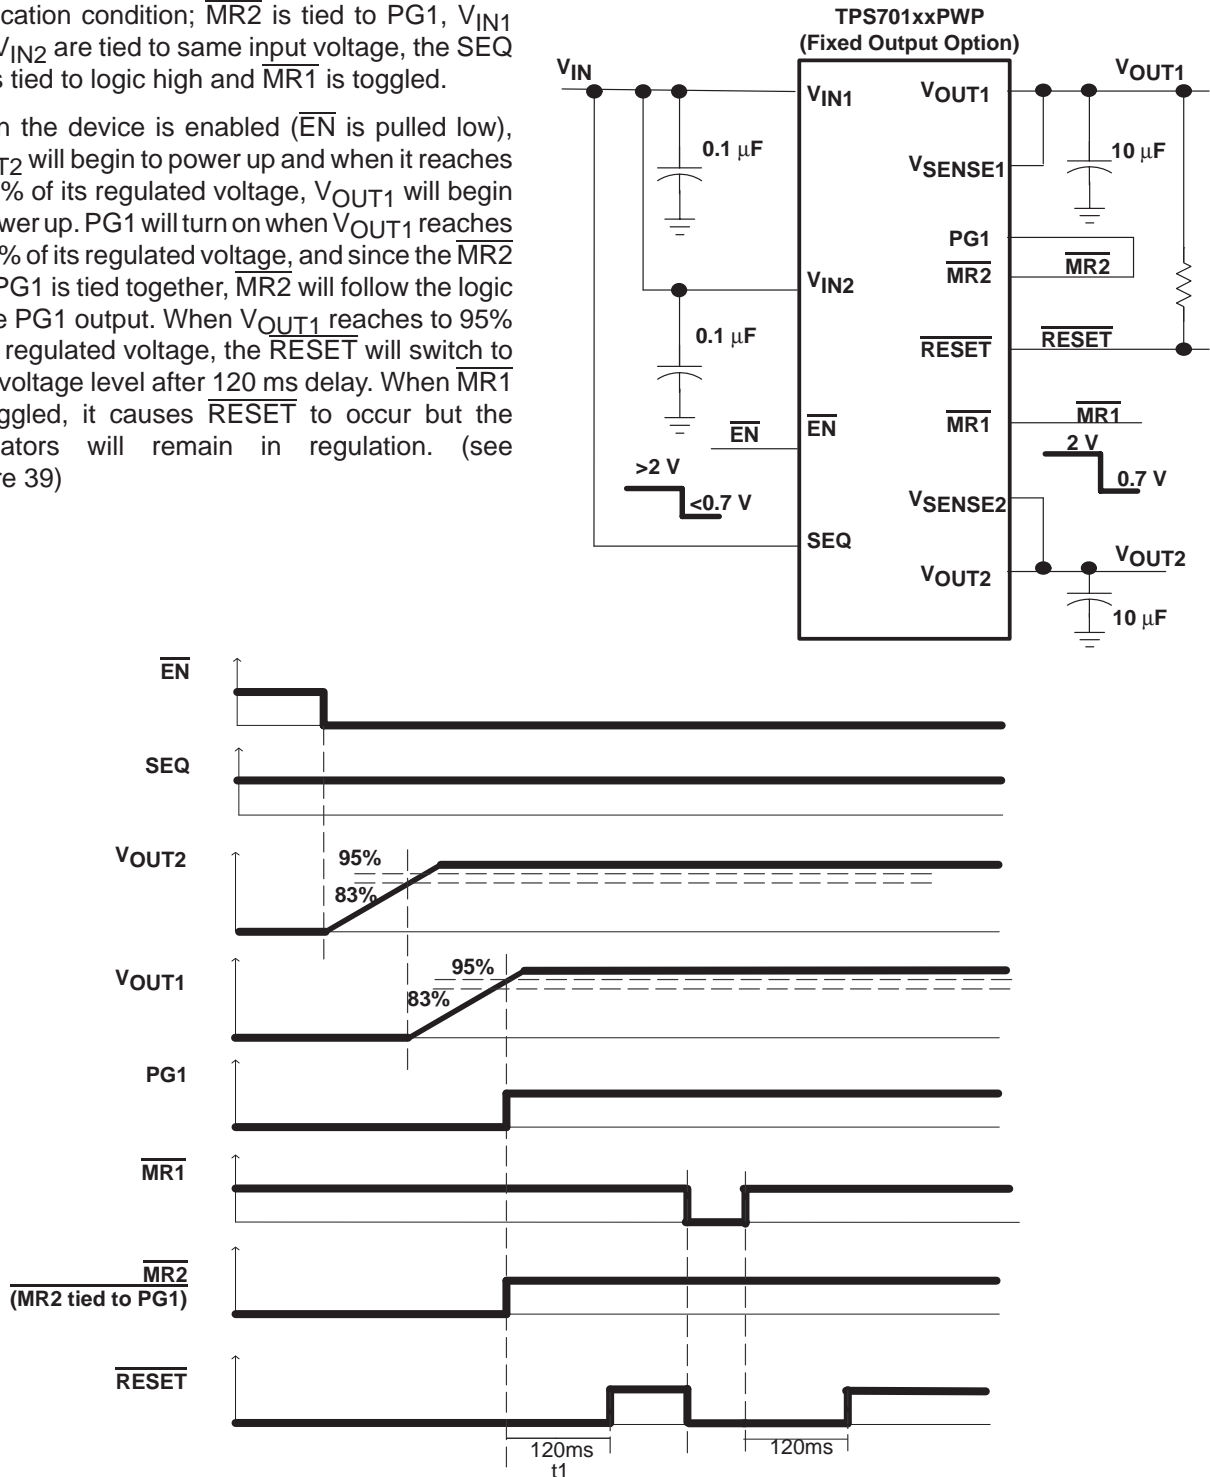 cation condition; MR2 is tied to PG1, VIN1
VIN2 are tied to same input voltage, the SEQ
s tied to logic high and MR1 is toggled.
n the device is enabled (EN is pulled low),
T2 will begin to power up and when it reaches
% of its regulated voltage, VOUT1 will begin
wer up. PG1 will turn on when VOUT1 reaches
% of its regulated voltage, and since the MR2
PG1 is tied together, MR2 will follow the logic
e PG1 output. When VOUT1 reaches to 95%
regulated voltage, the RESET will switch to
voltage level after 120 ms delay. When MR1
ggled, it causes RESET to occur but the
ators will remain in regulation. (see
re 39)
TPS701xxPWP
(Fixed Output Option)
VIN
VIN1
VOUT1
VOUT1
0.1 µF
VSENSE1
10 µF
PG1
MR2
MR2
VIN2
0.1 µF
RESET
RESET
EN
EN
MR1
MR1
>2 V
<0.7 V
2 V
0.7 V
VSENSE2
SEQ
VOUT2
VOUT2
10 µF
EN
SEQ
VOUT2
95%
83%
VOUT1
95%
83%
PG1
MR1
MR2
(MR2 tied to PG1)
RESET
120ms
t1
120ms